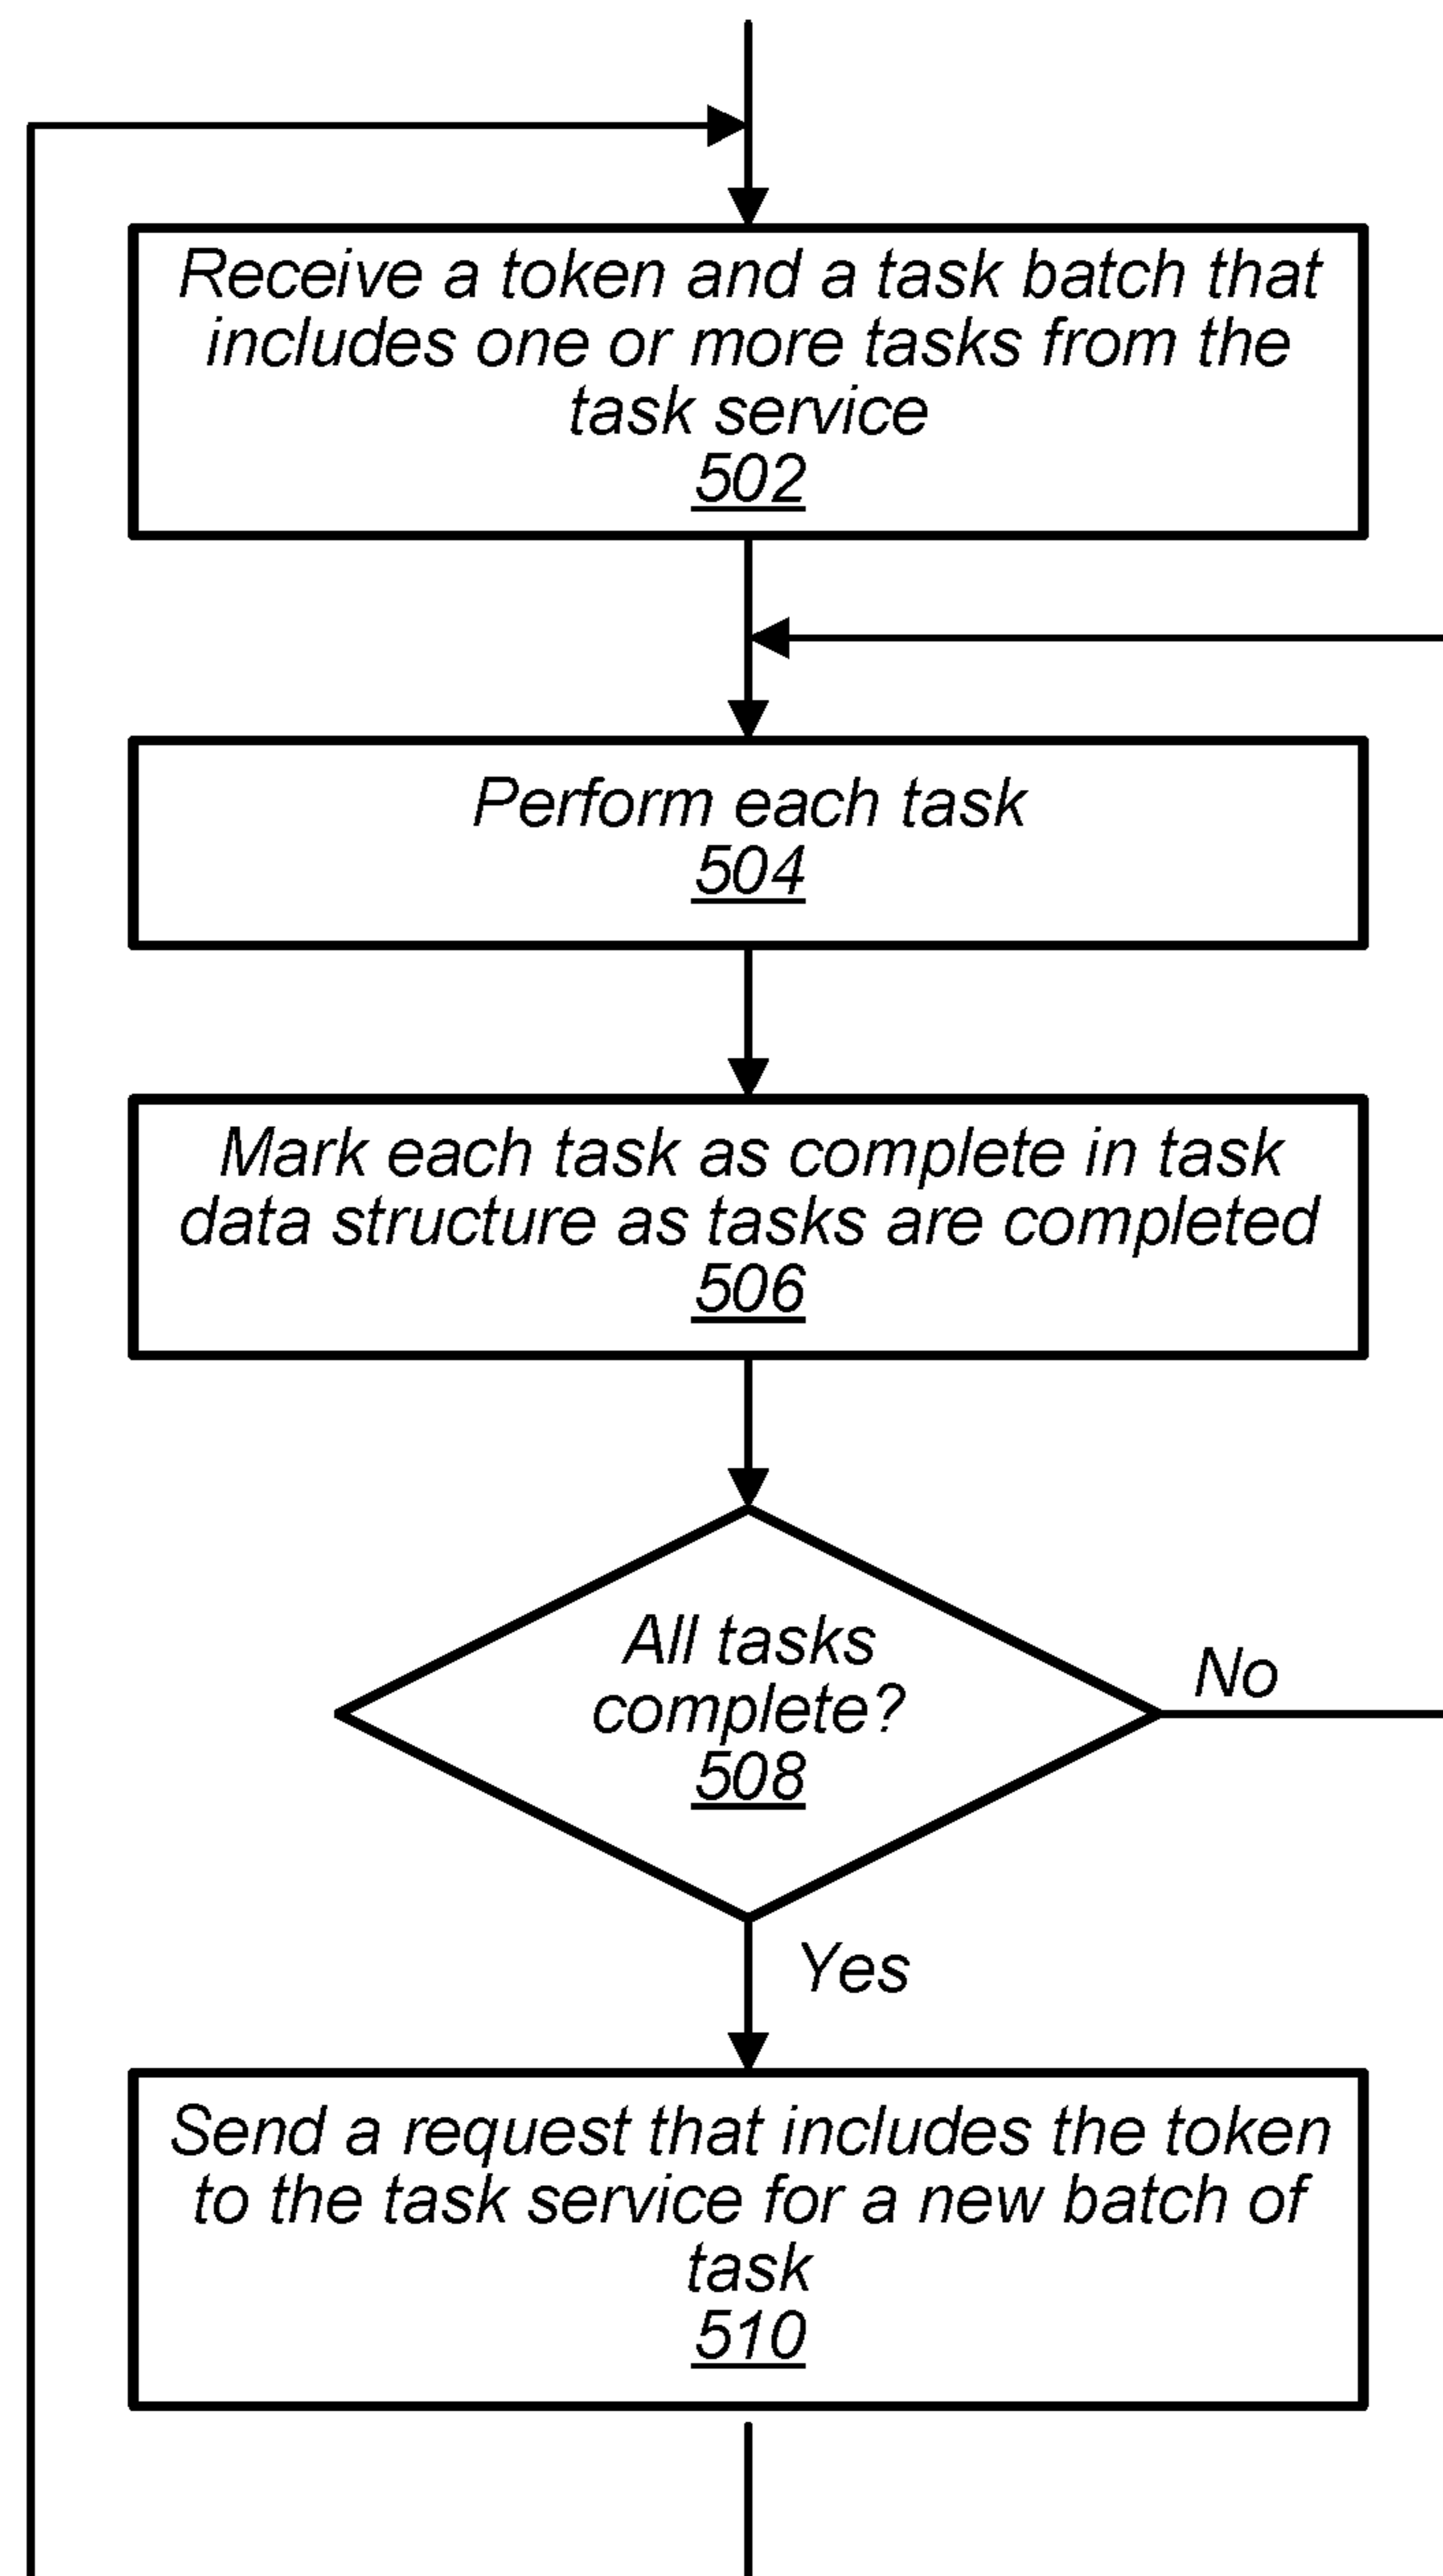 Receive a token and a task batch that
includes one or more tasks from the
task service
502
Perform each task
504
Mark each task as complete in task
data structure as tasks are completed
506
All tasks
complete?
508
No
Yes
Send a request that includes the token
to the task service for a new batch of
task
510